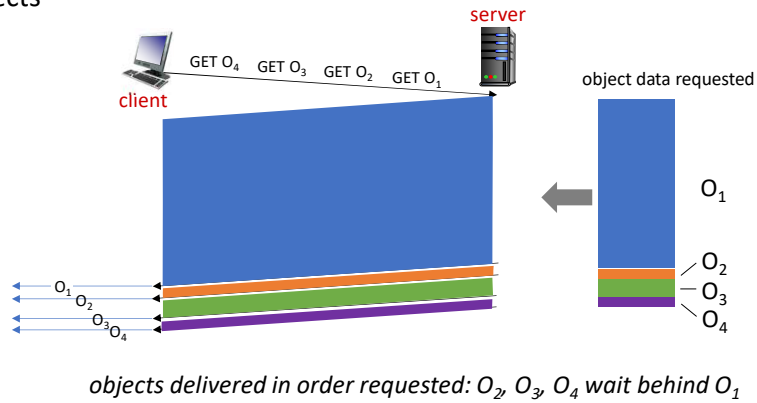 ects
server
GET O₄ GET O₃ GET O₂ GET O₁
client
object data requested
O₁
O₂
O₃
O₄
O₁
O₂
O₃
O₄
objects delivered in order requested: O₂, O₃, O₄ wait behind O₁